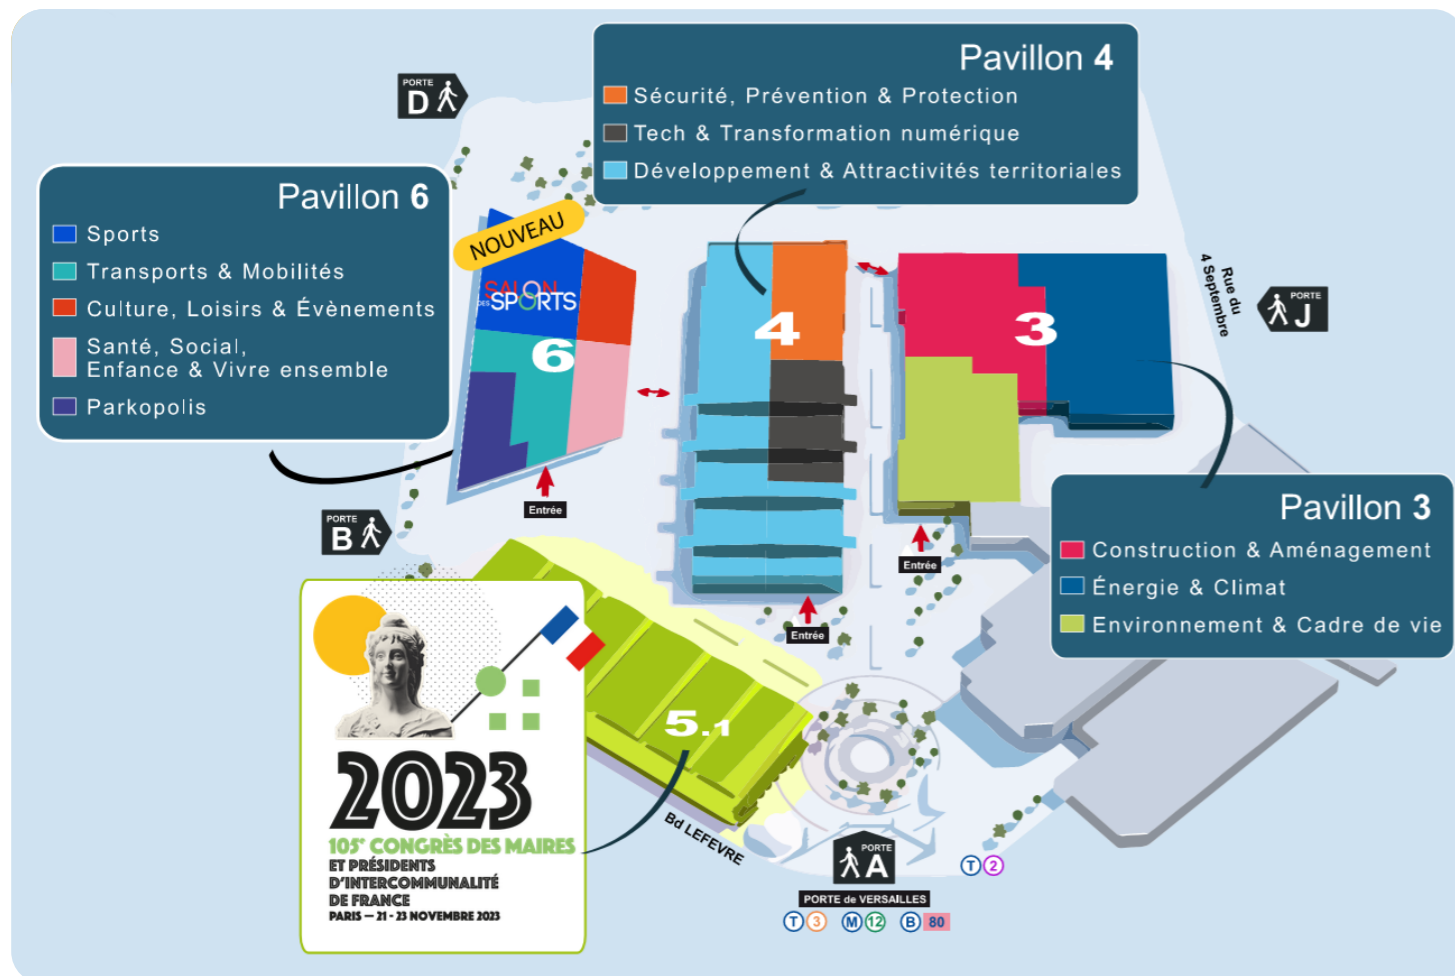 Pavillon 4
Sécurité, Prévention & Protection
Tech & Transformation numérique
Développement & Attractivités territoriales
PORTE
D
Pavillon 6
Sports
Transports & Mobilités
Culture, Loisirs & Évènements
Santé, Social,
Enfance & Vivre ensemble
Parkopolis
NOUVEAU
SALON
DES SPORTS
6
4
3
Rue du
4 Septembre
PORTE
J
Entrée
PORTE
B
Entrée
Entrée
Pavillon 3
Construction & Aménagement
Énergie & Climat
Environnement & Cadre de vie
5.1
2023
105e CONGRÈS DES MAIRES
ET PRÉSIDENTS
D'INTERCOMMUNALITÉ
DE FRANCE
PARIS – 21 - 23 NOVEMBRE 2023
Bd LEFEVRE
PORTE
A
PORTE de VERSAILLES
T 3 M 12 B 80
T 2